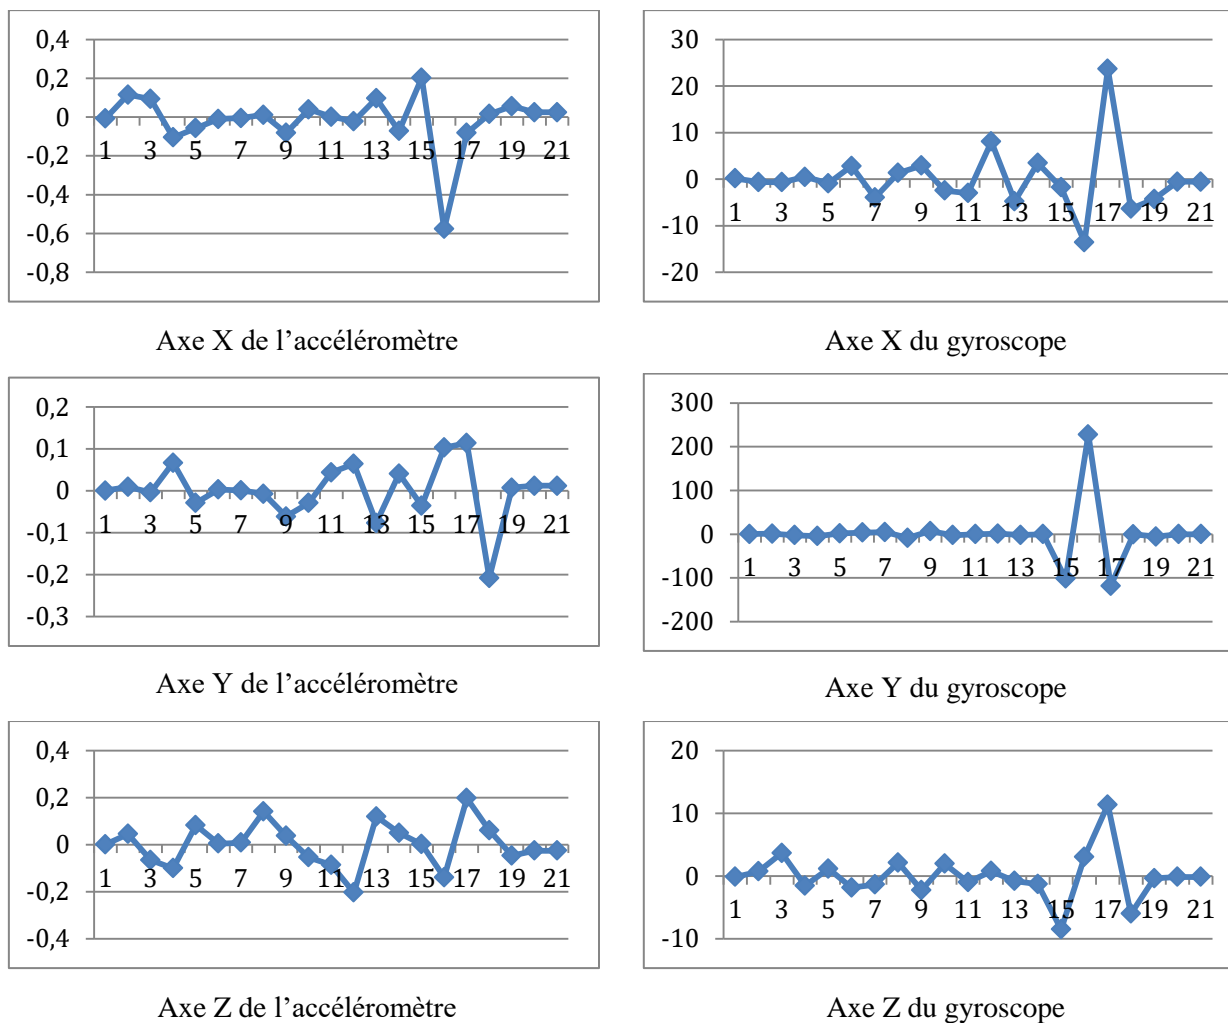 0,4
0,2
0
-0,2
-0,4
-0,6
-0,8
1 3 5 7 9 11 13 15 17 19 21
Axe X de l’accéléromètre
30
20
10
0
-10
-20
1 3 5 7 9 11 13 15 17 19 21
Axe X du gyroscope
0,2
0,1
0
-0,1
-0,2
-0,3
1 3 5 7 9 11 13 15 17 19 21
Axe Y de l’accéléromètre
300
200
100
0
-100
-200
1 3 5 7 9 11 13 15 17 19 21
Axe Y du gyroscope
0,4
0,2
0
-0,2
-0,4
1 3 5 7 9 11 13 15 17 19 21
Axe Z de l’accéléromètre
20
10
0
-10
1 3 5 7 9 11 13 15 17 19 21
Axe Z du gyroscope